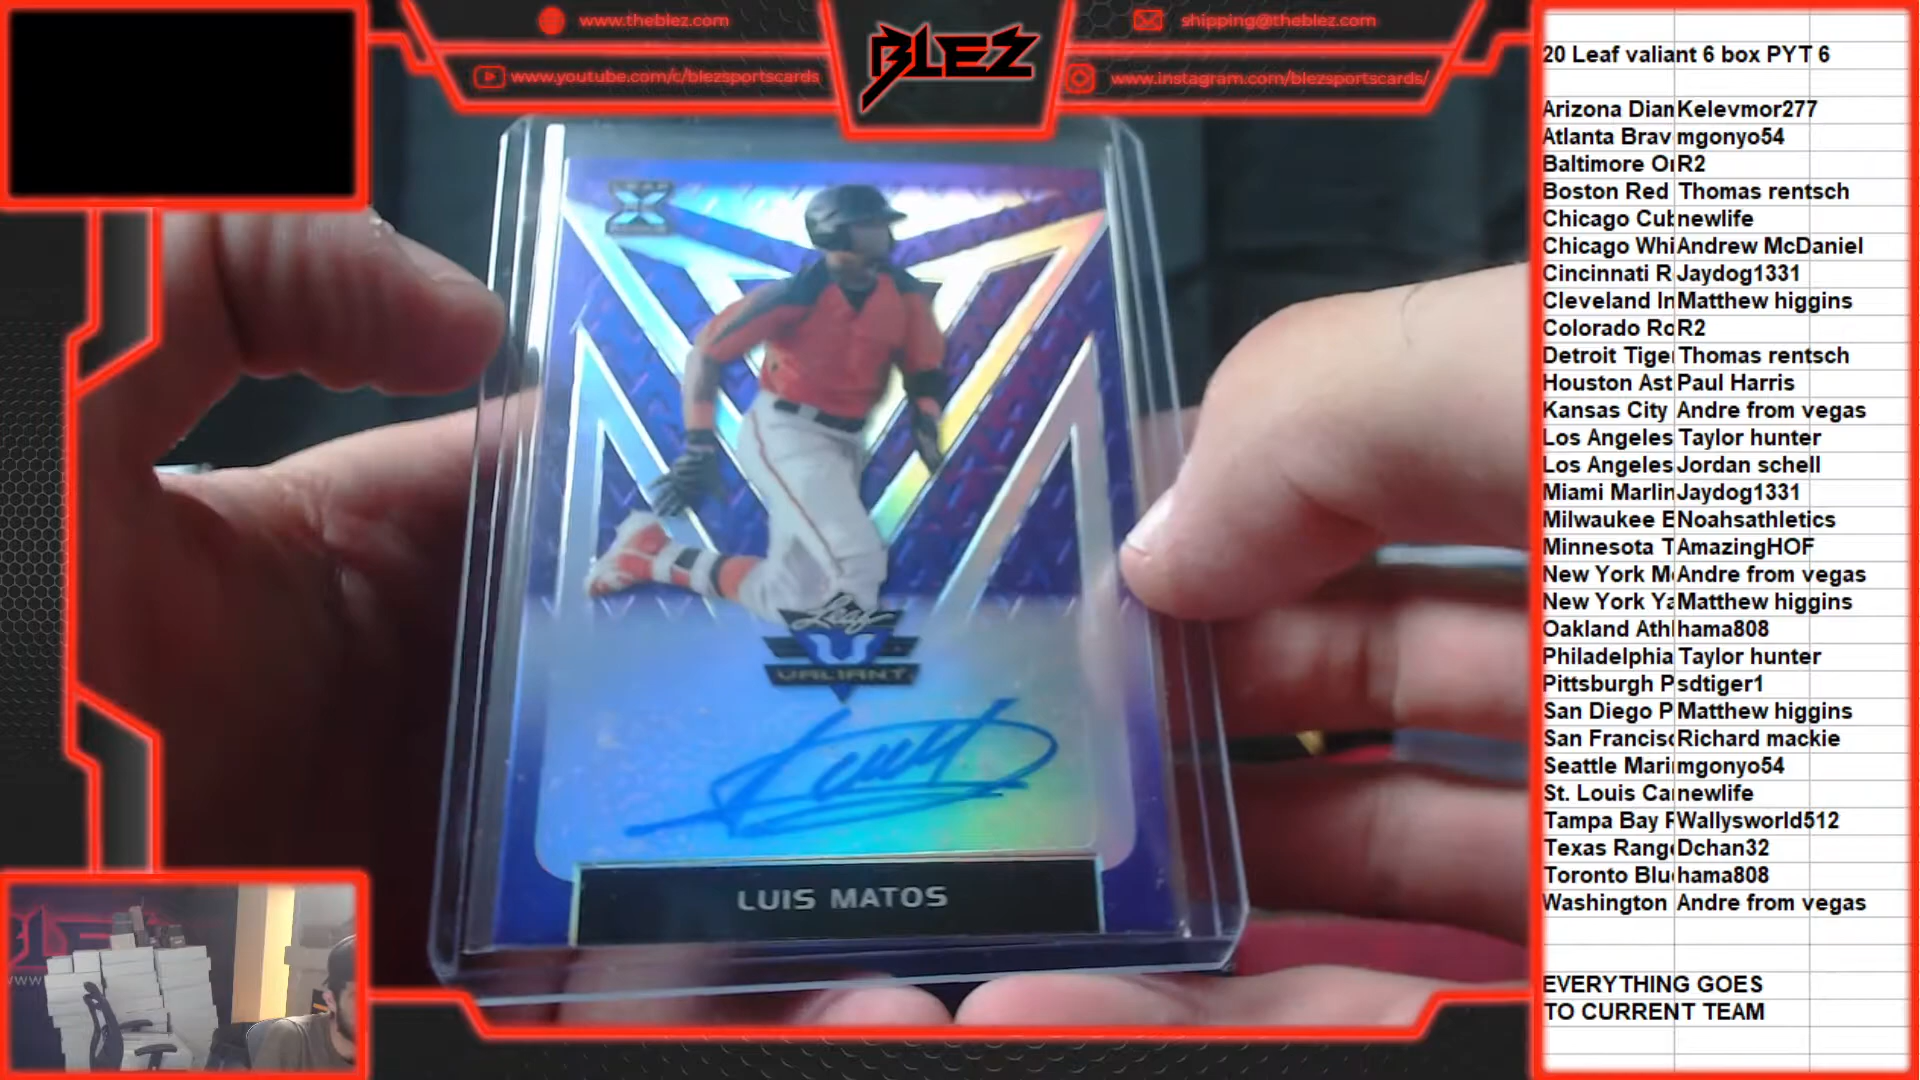 www.theblez.com
www.youtube.com/c/blezsportscards
BLEZ
shipping@theblez.com
www.instagram.com/blezsportscards/
Leaf
VALIANT
LUIS MATOS
20 Leaf valiant 6 box PYT 6
Arizona Diam Kelevmor277
Atlanta Brav mgonyo54
Baltimore Or R2
Boston Red Thomas rentsch
Chicago Cub newlife
Chicago Whi Andrew McDaniel
Cincinnati R Jaydog1331
Cleveland In Matthew higgins
Colorado Ro R2
Detroit Tiger Thomas rentsch
Houston Ast Paul Harris
Kansas City Andre from vegas
Los Angeles Taylor hunter
Los Angeles Jordan schell
Miami Marlin Jaydog1331
Milwaukee B Noahsathletics
Minnesota T AmazingHOF
New York M Andre from vegas
New York Ya Matthew higgins
Oakland Ath hama808
Philadelphia Taylor hunter
Pittsburgh P sdtiger1
San Diego P Matthew higgins
San Francisc Richard mackie
Seattle Mari mgonyo54
St. Louis Ca newlife
Tampa Bay R Wallysworld512
Texas Range Dchan32
Toronto Blu hama808
Washington Andre from vegas
EVERYTHING GOES
TO CURRENT TEAM